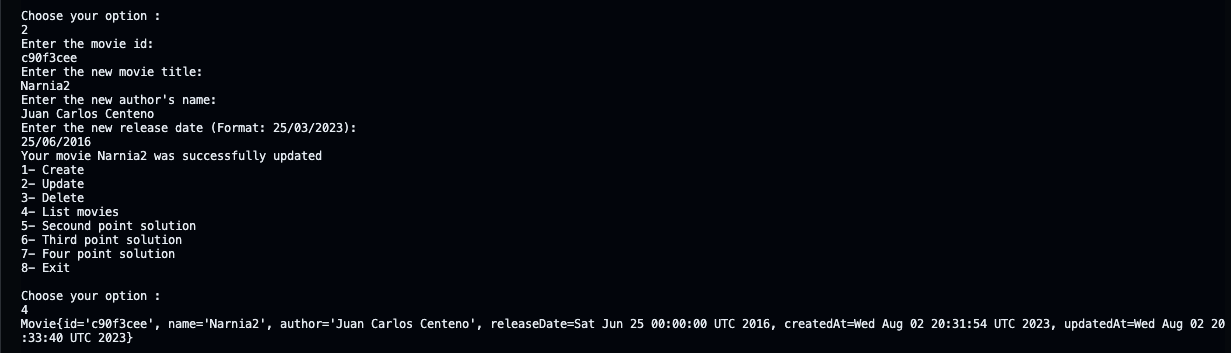 Choose your option :
2
Enter the movie id:
c90f3cee
Enter the new movie title:
Narnia2
Enter the new author's name:
Juan Carlos Centeno
Enter the new release date (Format: 25/03/2023):
25/06/2016
Your movie Narnia2 was successfully updated
1- Create
2- Update
3- Delete
4- List movies
5- Secound point solution
6- Third point solution
7- Four point solution
8- Exit
Choose your option :
4
Movie{id='c90f3cee', name='Narnia2', author='Juan Carlos Centeno', releaseDate=Sat Jun 25 00:00:00 UTC 2016, createdAt=Wed Aug 02 20:31:54 UTC 2023, updatedAt=Wed Aug 02 20
:33:40 UTC 2023}